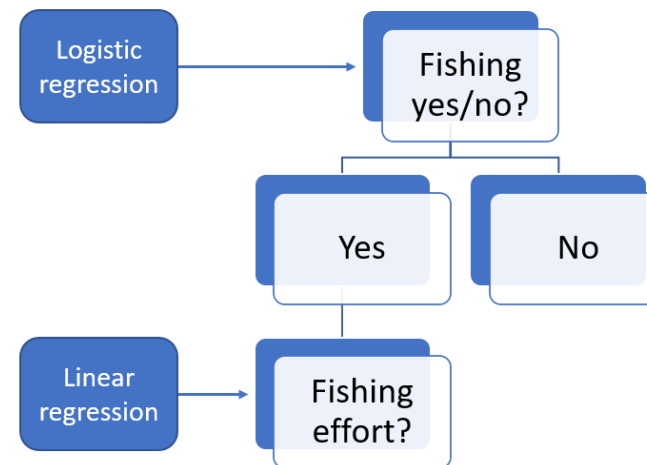 Logistic
regression
Fishing
yes/no?
Yes
No
Linear
regression
Fishing
effort?